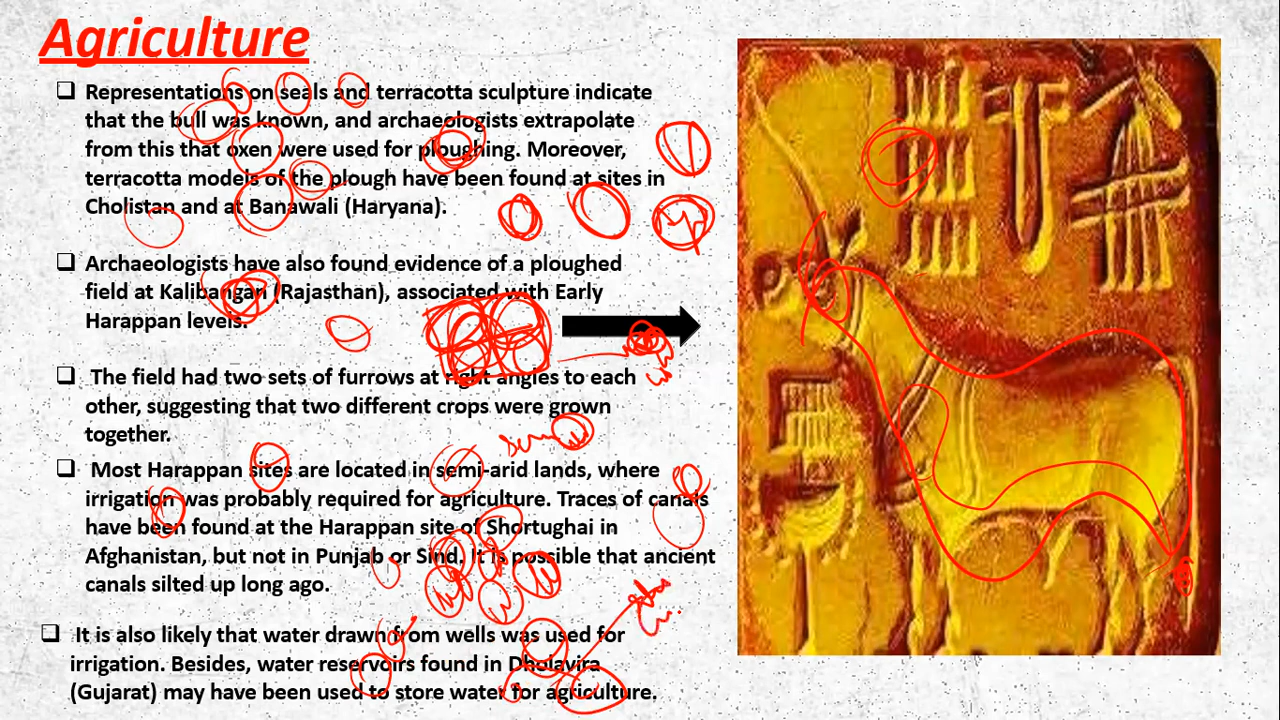 Agriculture
❑ Representations on seals and terracotta sculpture indicate
that the bull was known, and archaeologists extrapolate
from this that oxen were used for ploughing. Moreover,
terracotta models of the plough have been found at sites in
Cholistan and at Banawali (Haryana).
❑ Archaeologists have also found evidence of a ploughed
field at Kalibangan (Rajasthan), associated with Early
Harappan levels.
❑ The field had two sets of furrows at right angles to each
other, suggesting that two different crops were grown
together.
❑ Most Harappan sites are located in semi-arid lands, where
irrigation was probably required for agriculture. Traces of canals
have been found at the Harappan site of Shortughai in
Afghanistan, but not in Punjab or Sind. It is possible that ancient
canals silted up long ago.
❑ It is also likely that water drawn from wells was used for
irrigation. Besides, water reservoirs found in Dholavira
(Gujarat) may have been used to store water for agriculture.